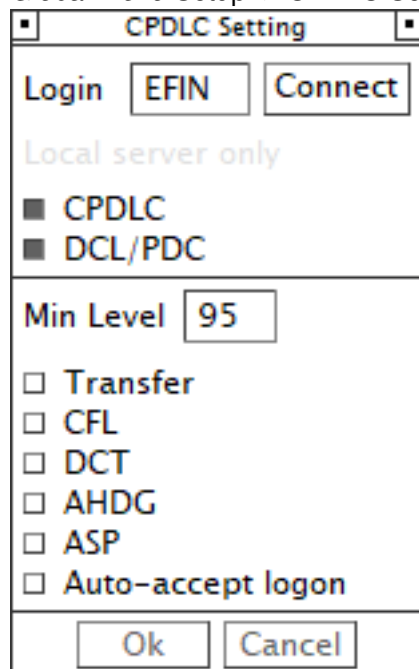 CPDLC Setting
Login EFIN Connect
Local server only
CPDLC
DCL/PDC
Min Level 95
Transfer
CFL
DCT
AHDG
ASP
Auto-accept logon
Ok Cancel